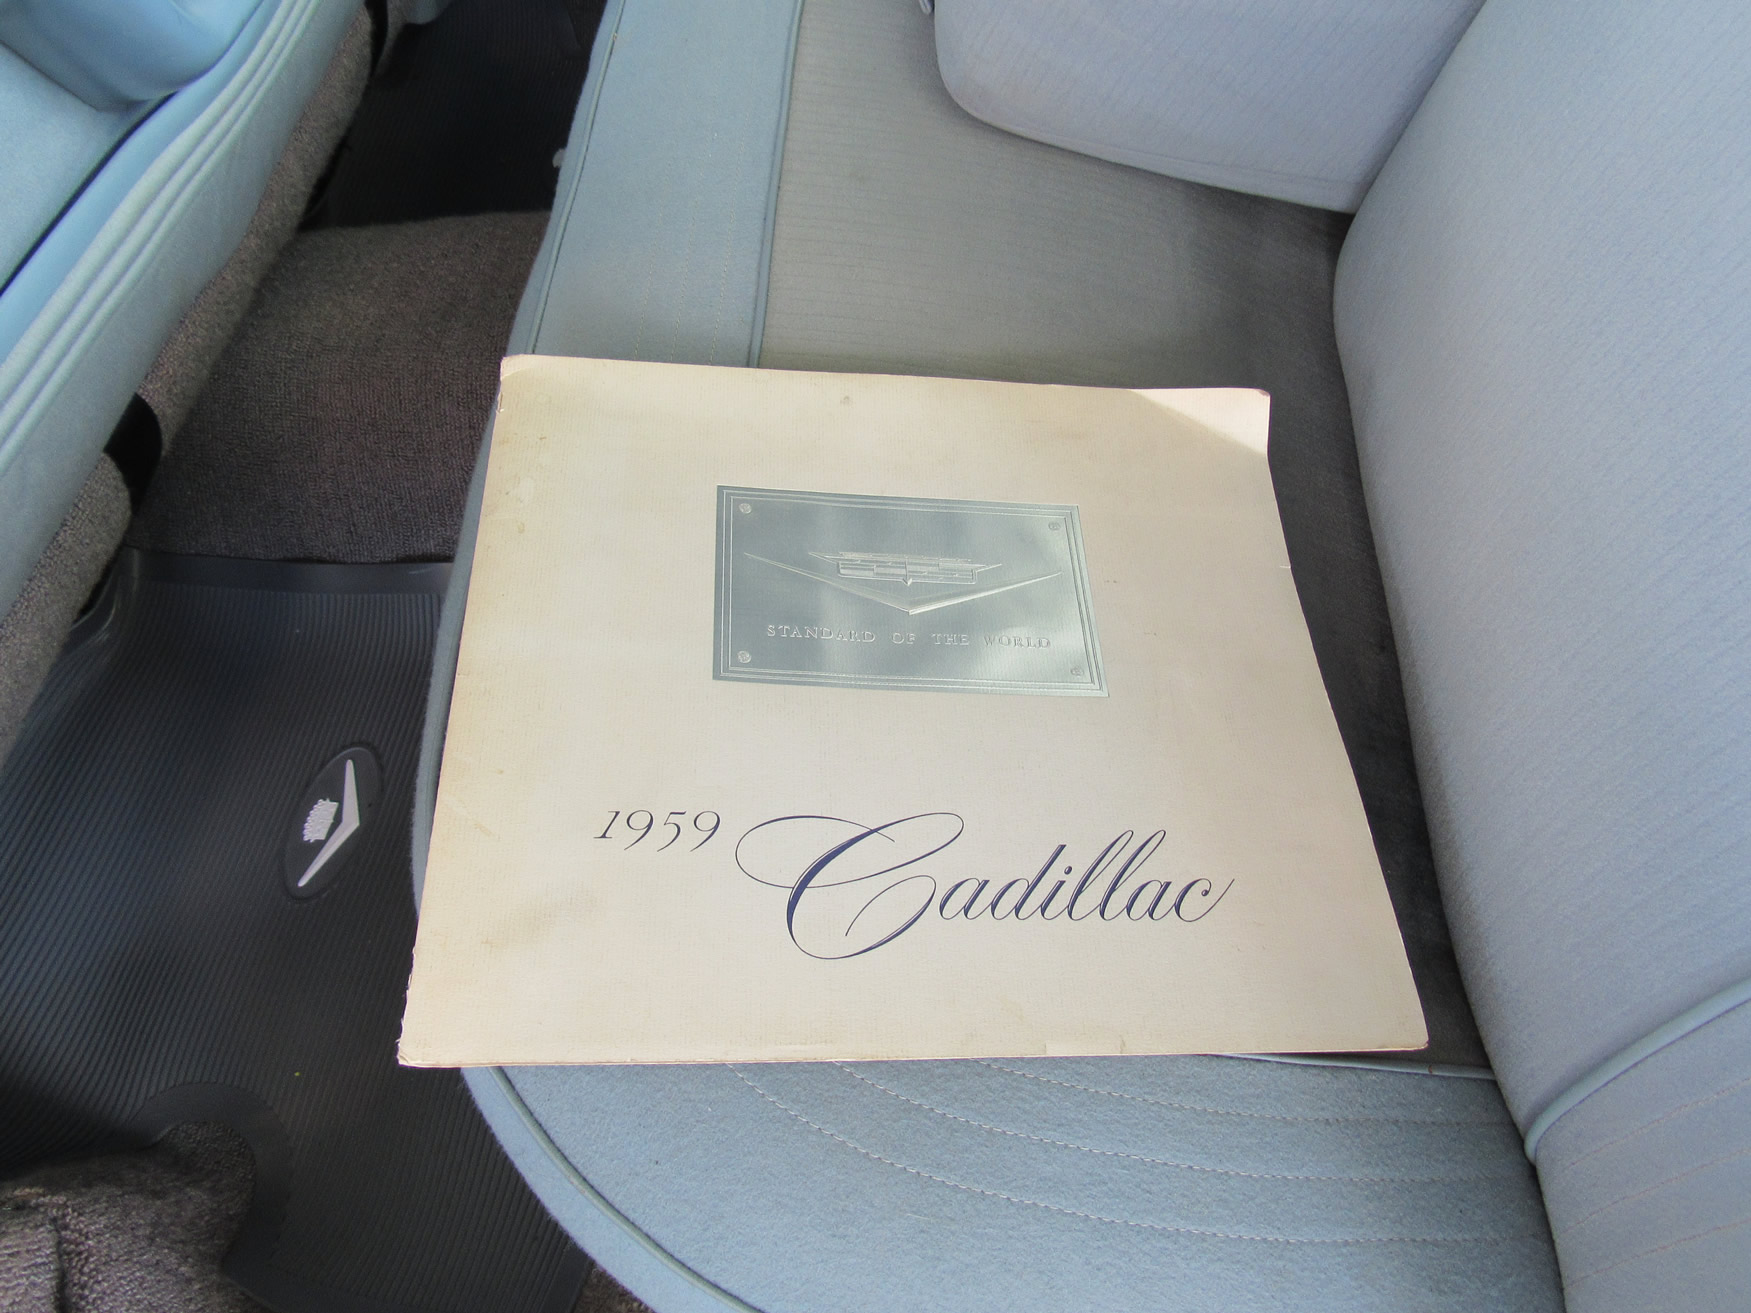 STANDARD OF THE WORLD
1959 Cadillac